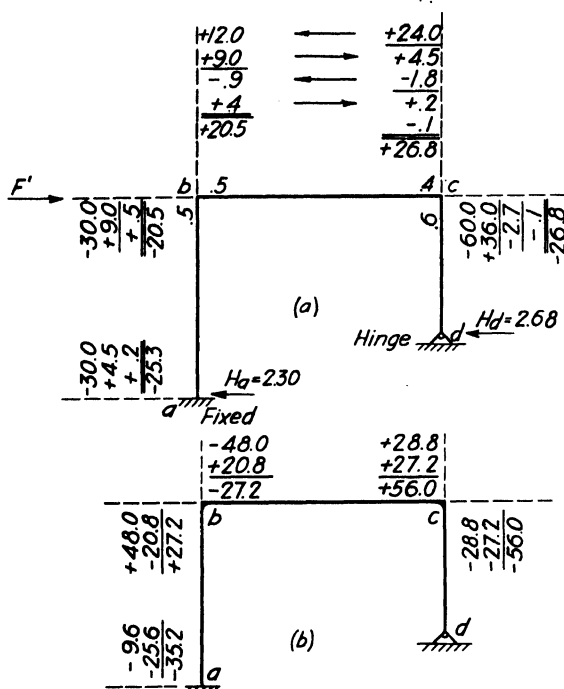 +12.0
+9.0
-.9
+.4
+20.5
+24.0
+4.5
-1.8
+.2
-.1
+26.8
F'
b .5 .4 c
.5
.6
-30.0
+9.0
+.5
-20.5
-60.0
+36.0
-2.7
-.1
-26.8
(a)
Hinge
d
Hd=2.68
-30.0
+4.5
+.2
-25.3
Ha=2.30
a
Fixed
-48.0
+20.8
-27.2
+28.8
+27.2
+56.0
b
c
+48.0
-20.8
+27.2
-28.8
-27.2
-56.0
-9.6
-25.6
-35.2
a
(b)
d